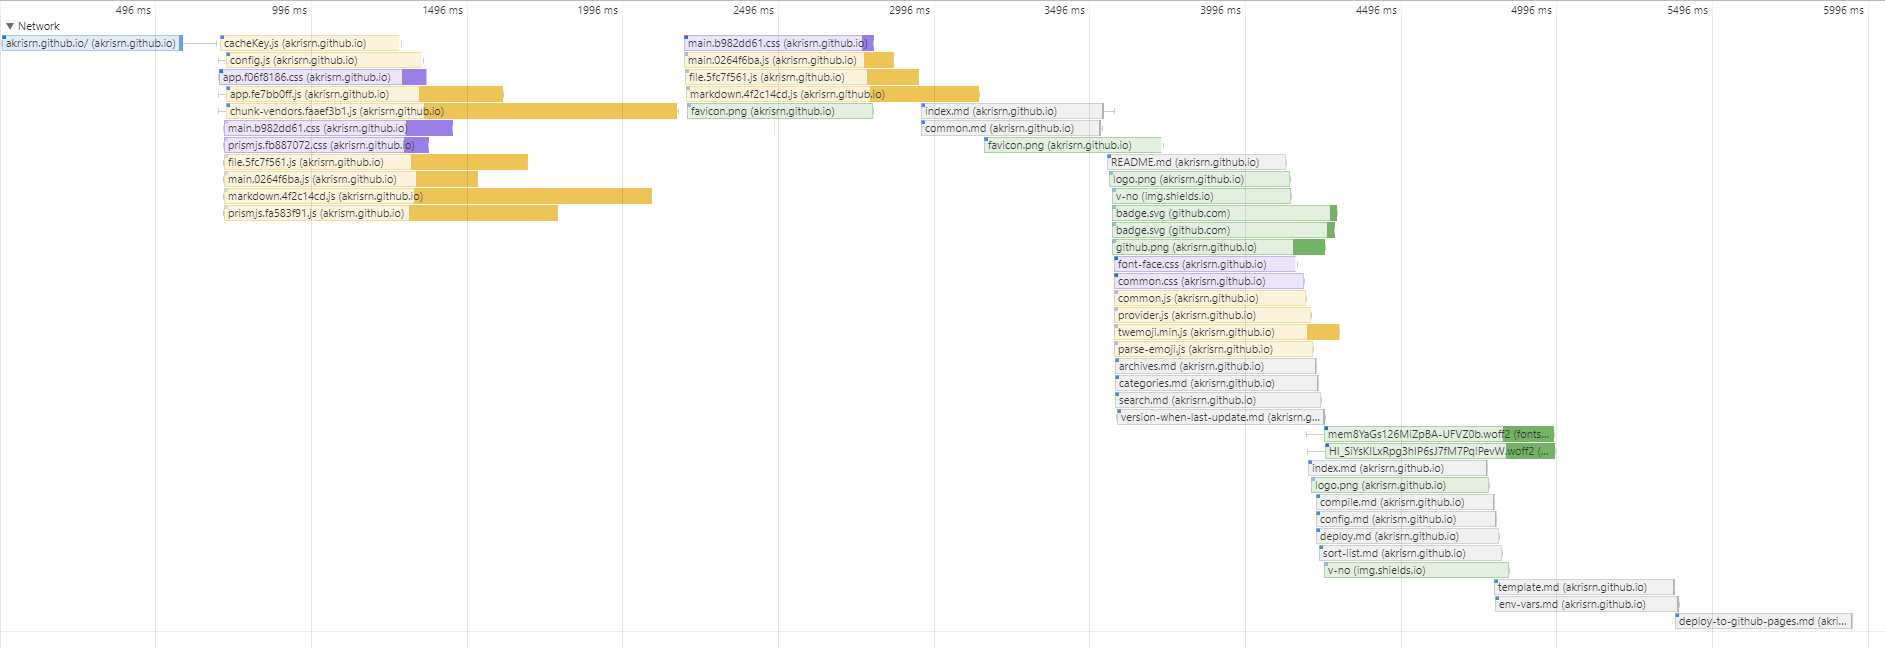 496 ms 996 ms 1496 ms 1996 ms 2496 ms 2996 ms 3496 ms 3996 ms 4496 ms 4996 ms 5496 ms 5996 ms
▼ Network
akrisrn.github.io/ (akrisrn.github.io) cacheKey.js (akrisrn.github.io) main.b982dd61.css (akrisrn.github.io)
config.js (akrisrn.github.io) main.0264f6ba.js (akrisrn.github.io)
app.f06f8186.css (akrisrn.github.io) file.5fc7f561.js (akrisrn.github.io)
app.fe7bb0ff.js (akrisrn.github.io) markdown.4f2c14cd.js (akrisrn.github.io)
chunk-vendors.faaef3b1.js (akrisrn.github.io) favicon.png (akrisrn.github.io) index.md (akrisrn.github.io)
main.b982dd61.css (akrisrn.github.io) common.md (akrisrn.github.io)
prismjs.fb887072.css (akrisrn.github.io) favicon.png (akrisrn.github.io)
file.5fc7f561.js (akrisrn.github.io) README.md (akrisrn.github.io)
main.0264f6ba.js (akrisrn.github.io) logo.png (akrisrn.github.io)
markdown.4f2c14cd.js (akrisrn.github.io) v-no (img.shields.io)
prismjs.fa583f91.js (akrisrn.github.io) badge.svg (github.com)
badge.svg (github.com)
github.png (akrisrn.github.io)
font-face.css (akrisrn.github.io)
common.css (akrisrn.github.io)
common.js (akrisrn.github.io)
provider.js (akrisrn.github.io)
twemoji.min.js (akrisrn.github.io)
parse-emoji.js (akrisrn.github.io)
archives.md (akrisrn.github.io)
categories.md (akrisrn.github.io)
search.md (akrisrn.github.io)
version-when-last-update.md (akrisrn.g...
mem8YaGs126MiZpBA-UFVZ0b.woff2 (fonts...
HI_SiYsKILxRpg3hIP6sJ7fM7PqlPevW.woff2 (...
index.md (akrisrn.github.io)
logo.png (akrisrn.github.io)
compile.md (akrisrn.github.io)
config.md (akrisrn.github.io)
deploy.md (akrisrn.github.io)
sort-list.md (akrisrn.github.io)
v-no (img.shields.io)
template.md (akrisrn.github.io)
env-vars.md (akrisrn.github.io)
deploy-to-github-pages.md (akri...